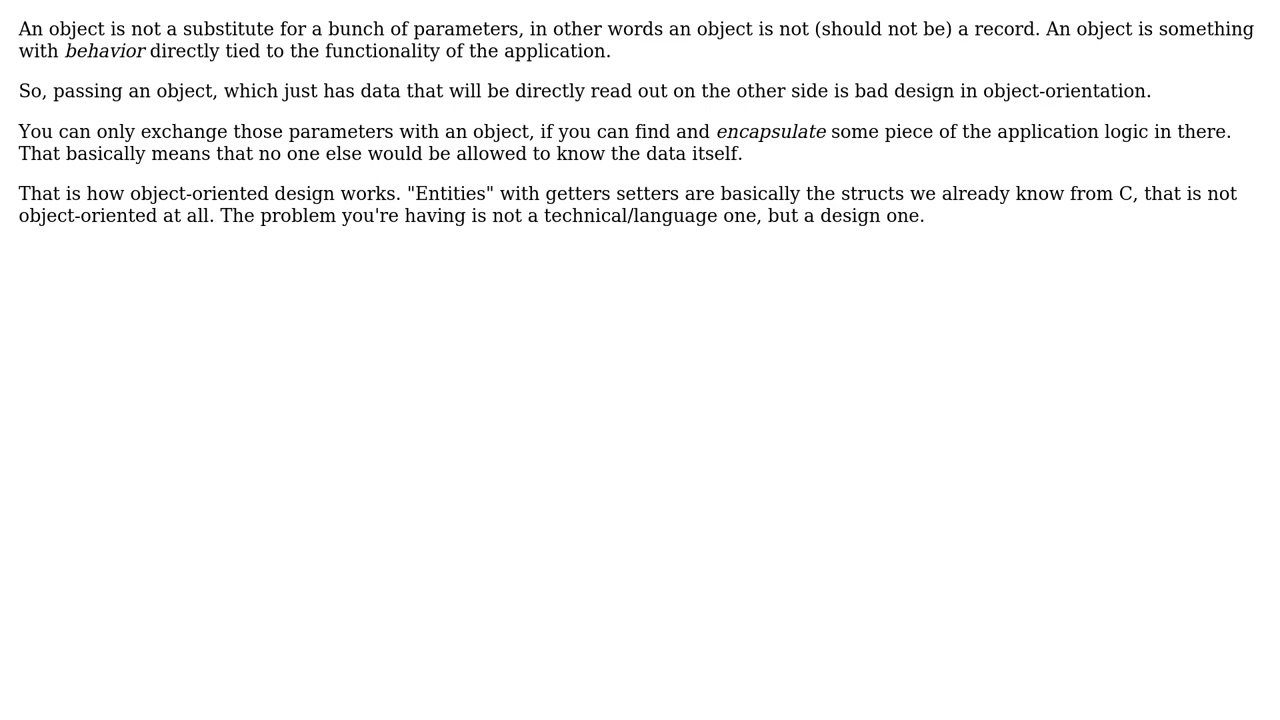 An object is not a substitute for a bunch of parameters, in other words an object is not (should not be) a record. An object is something
with behavior directly tied to the functionality of the application.
So, passing an object, which just has data that will be directly read out on the other side is bad design in object-orientation.
You can only exchange those parameters with an object, if you can find and encapsulate some piece of the application logic in there.
That basically means that no one else would be allowed to know the data itself.
That is how object-oriented design works. "Entities" with getters setters are basically the structs we already know from C, that is not
object-oriented at all. The problem you're having is not a technical/language one, but a design one.